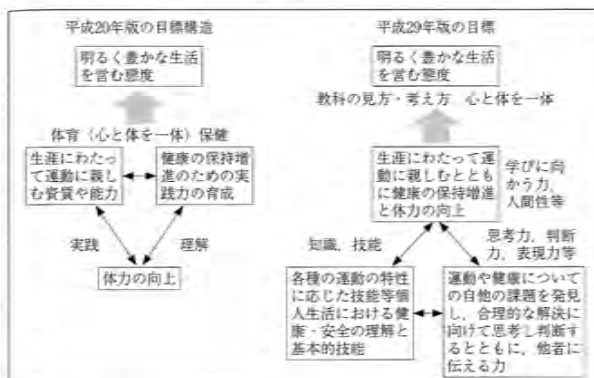 平成20年版の目標構造
明るく豊かな生活
を営む態度
体育（心と体を一体）保健
生涯にわたっ
て運動に親し
む資質や能力
健康の保持増
進のための実
践力の育成
実践
理解
体力の向上
平成29年版の目標
明るく豊かな生活
を営む態度
教科の見方・考え方　心と体を一体
生涯にわたって運
動に親しむととも
に健康の保持増進
と体力の向上
学びに向
かう力，
人間性等
知識，技能
思考力，判断
力，表現力等
各種の運動の特性
に応じた技能等個
人生活における健
康・安全の理解と
基本的技能
運動や健康について
の自他の課題を発見
し，合理的な解決に
向けて思考し判断す
るとともに，他者に
伝える力